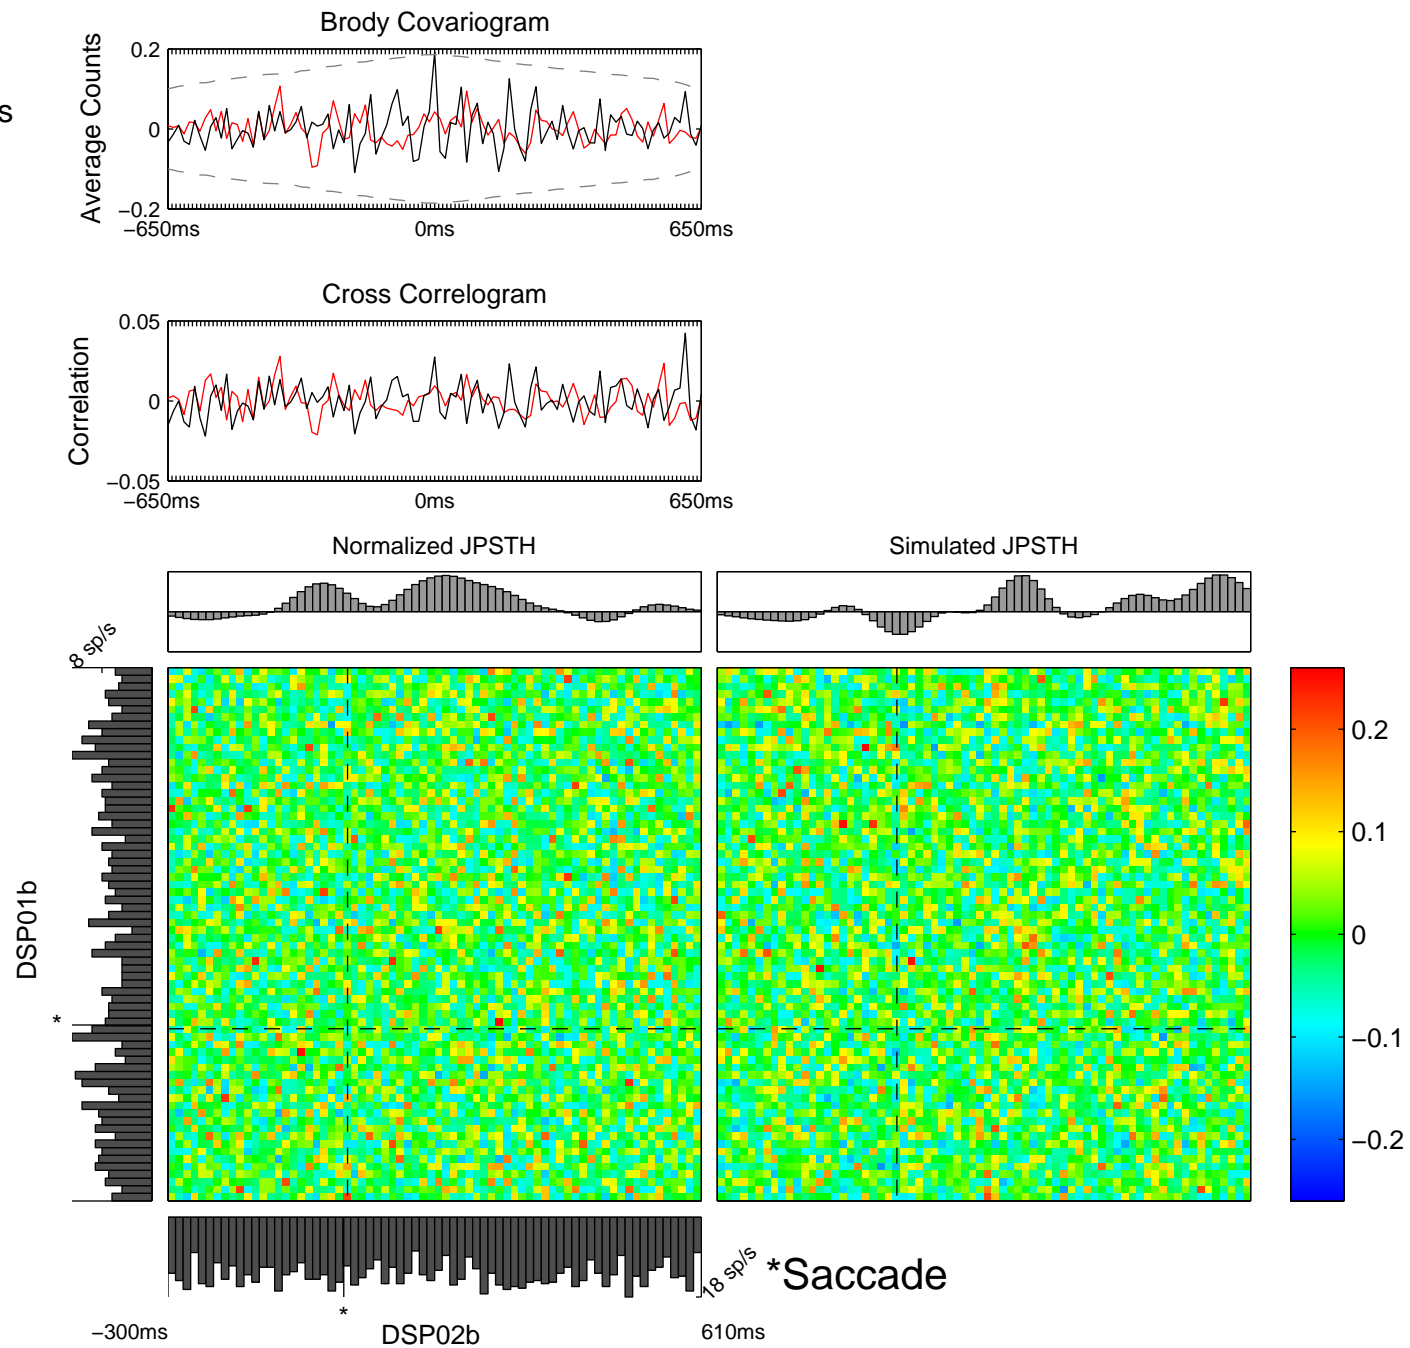 Brody Covariogram
s
Average Counts
0.2
0
−0.2
−650ms 0ms 650ms
Cross Correlogram
Correlation
0.05
0
−0.05
−650ms 0ms 650ms
Normalized JPSTH
Simulated JPSTH
8 sp/s
DSP01b
*
0.2
0.1
0
−0.1
−0.2
18 sp/s
*Saccade
*
−300ms DSP02b 610ms